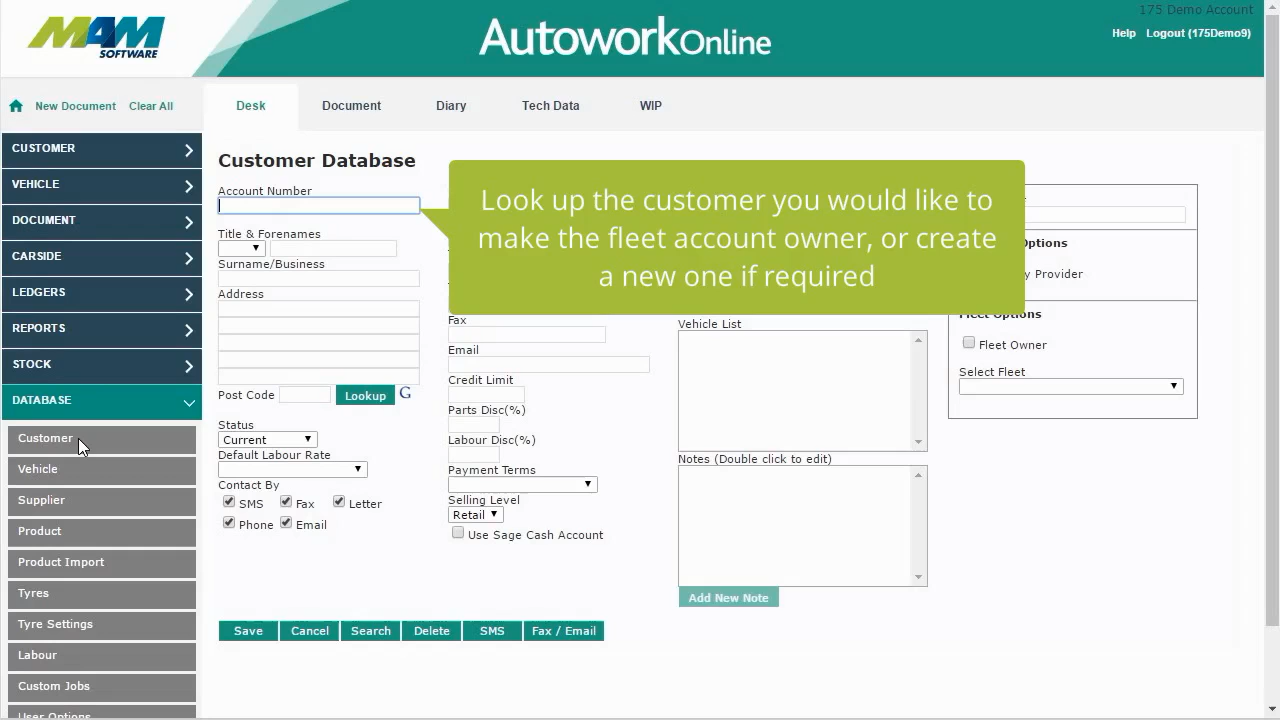 175 Demo Account
MAM
SOFTWARE
AutoworkOnline
Help Logout (175Demo9)
New Document Clear All
Desk Document Diary Tech Data WIP
CUSTOMER
VEHICLE
DOCUMENT
CARSIDE
LEDGERS
REPORTS
STOCK
DATABASE
Customer
Vehicle
Supplier
Product
Product Import
Tyres
Tyre Settings
Labour
Custom Jobs
User Options
Customer Database
Account Number
Title & Forenames
Surname/Business
Address
Post Code Lookup G
Status
Current
Default Labour Rate
Contact By
SMS Fax Letter
Phone Email
Look up the customer you would like to
make the fleet account owner, or create
a new one if required
Fax
Email
Credit Limit
Parts Disc(%)
Labour Disc(%)
Payment Terms
Selling Level
Retail
Use Sage Cash Account
Vehicle List
Notes (Double click to edit)
Add New Note
Options
Provider
Fleet Options
Fleet Owner
Select Fleet
Save Cancel Search Delete SMS Fax / Email